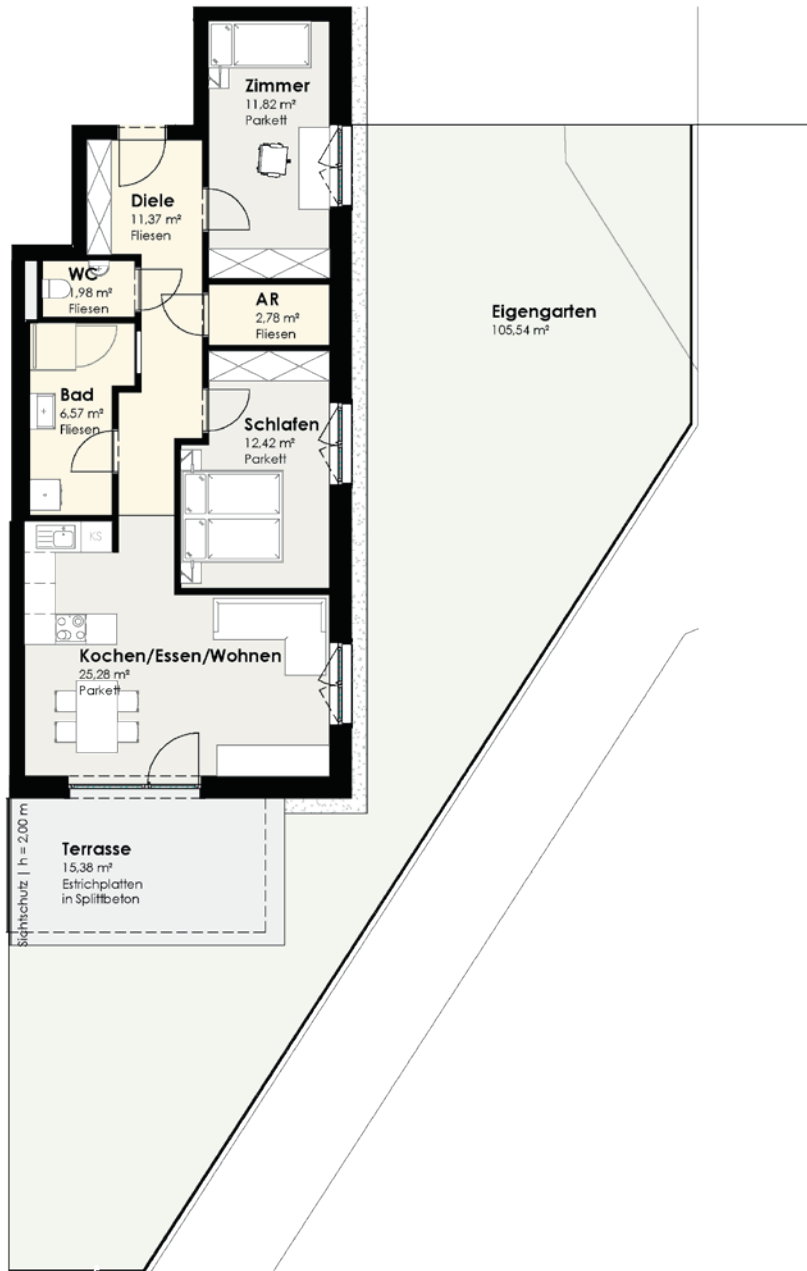 Zimmer
11,82 m²
Parkett
Diele
11,37 m²
Fliesen
WC
1,98 m²
Fliesen
AR
2,78 m²
Fliesen
Eigengarten
105,54 m²
Bad
6,57 m²
Fliesen
Schlafen
12,42 m²
Parkett
KS
Kochen/Essen/Wohnen
25,28 m²
Parkett
Sichtschutz | h = 2,00 m
Terrasse
15,38 m²
Estrichplatten
in Splittbeton